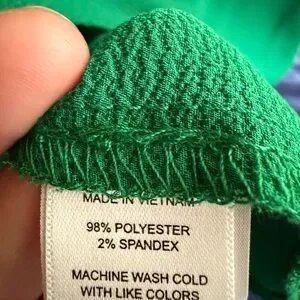 MADE IN VIETNAM
98% POLYESTER
2% SPANDEX
MACHINE WASH COLD
WITH LIKE COLORS